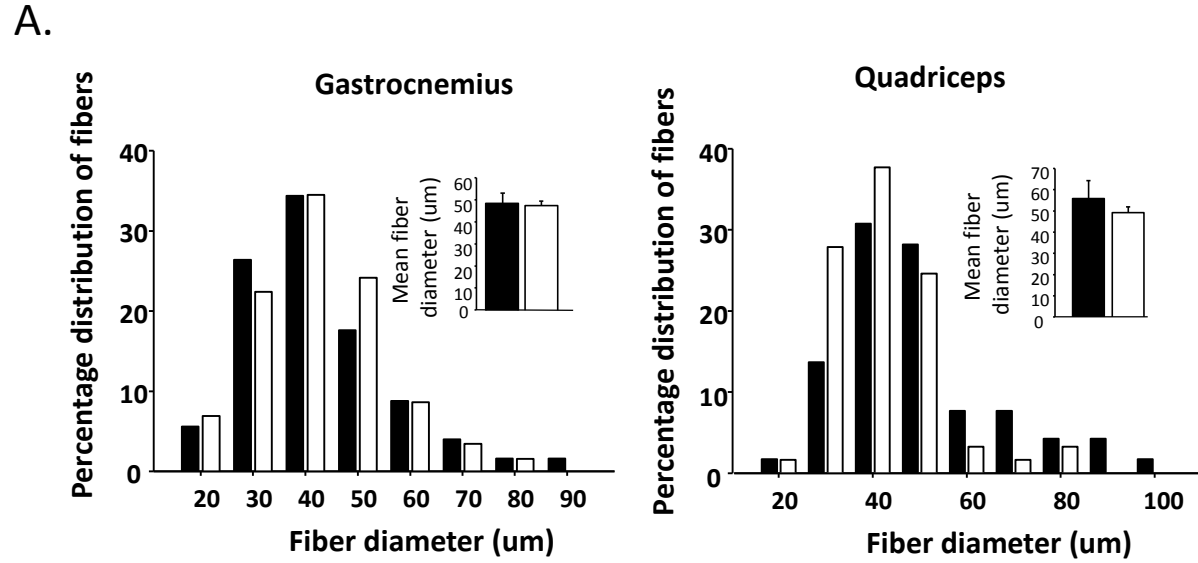 A.
Gastrocnemius
Percentage distribution of fibers
40
30
20
10
0
20 30 40 50 60 70 80 90
Fiber diameter (um)
Mean fiber
diameter (um)
60
50
40
30
20
10
0
Quadriceps
Percentage distribution of fibers
40
30
20
10
0
20 40 60 80 100
Fiber diameter (um)
Mean fiber
diameter (um)
70
60
50
40
30
20
10
0